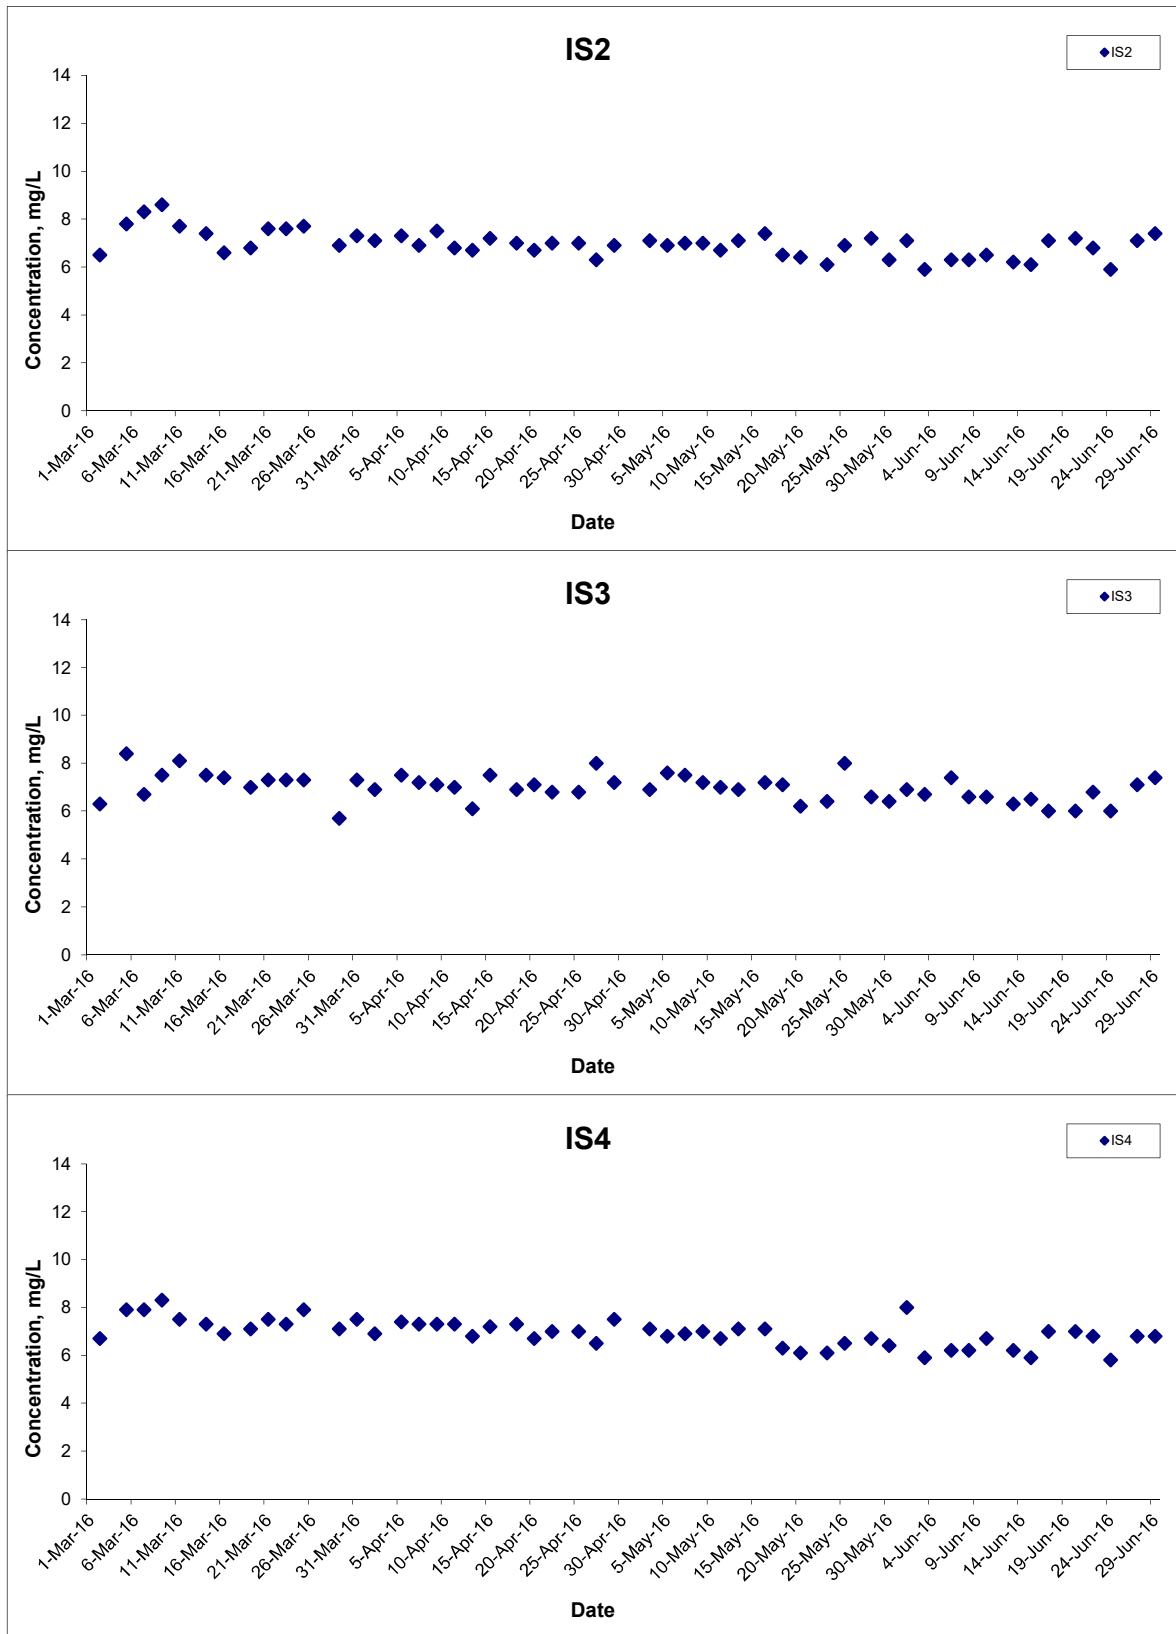 IS2
IS2
Concentration, mg/L
14
12
10
8
6
4
2
0
1-Mar-16
6-Mar-16
11-Mar-16
16-Mar-16
21-Mar-16
26-Mar-16
31-Mar-16
5-Apr-16
10-Apr-16
15-Apr-16
20-Apr-16
25-Apr-16
30-Apr-16
5-May-16
10-May-16
15-May-16
20-May-16
25-May-16
30-May-16
4-Jun-16
9-Jun-16
14-Jun-16
19-Jun-16
24-Jun-16
29-Jun-16
Date
IS3
IS3
Concentration, mg/L
14
12
10
8
6
4
2
0
1-Mar-16
6-Mar-16
11-Mar-16
16-Mar-16
21-Mar-16
26-Mar-16
31-Mar-16
5-Apr-16
10-Apr-16
15-Apr-16
20-Apr-16
25-Apr-16
30-Apr-16
5-May-16
10-May-16
15-May-16
20-May-16
25-May-16
30-May-16
4-Jun-16
9-Jun-16
14-Jun-16
19-Jun-16
24-Jun-16
29-Jun-16
Date
IS4
IS4
Concentration, mg/L
14
12
10
8
6
4
2
0
1-Mar-16
6-Mar-16
11-Mar-16
16-Mar-16
21-Mar-16
26-Mar-16
31-Mar-16
5-Apr-16
10-Apr-16
15-Apr-16
20-Apr-16
25-Apr-16
30-Apr-16
5-May-16
10-May-16
15-May-16
20-May-16
25-May-16
30-May-16
4-Jun-16
9-Jun-16
14-Jun-16
19-Jun-16
24-Jun-16
29-Jun-16
Date